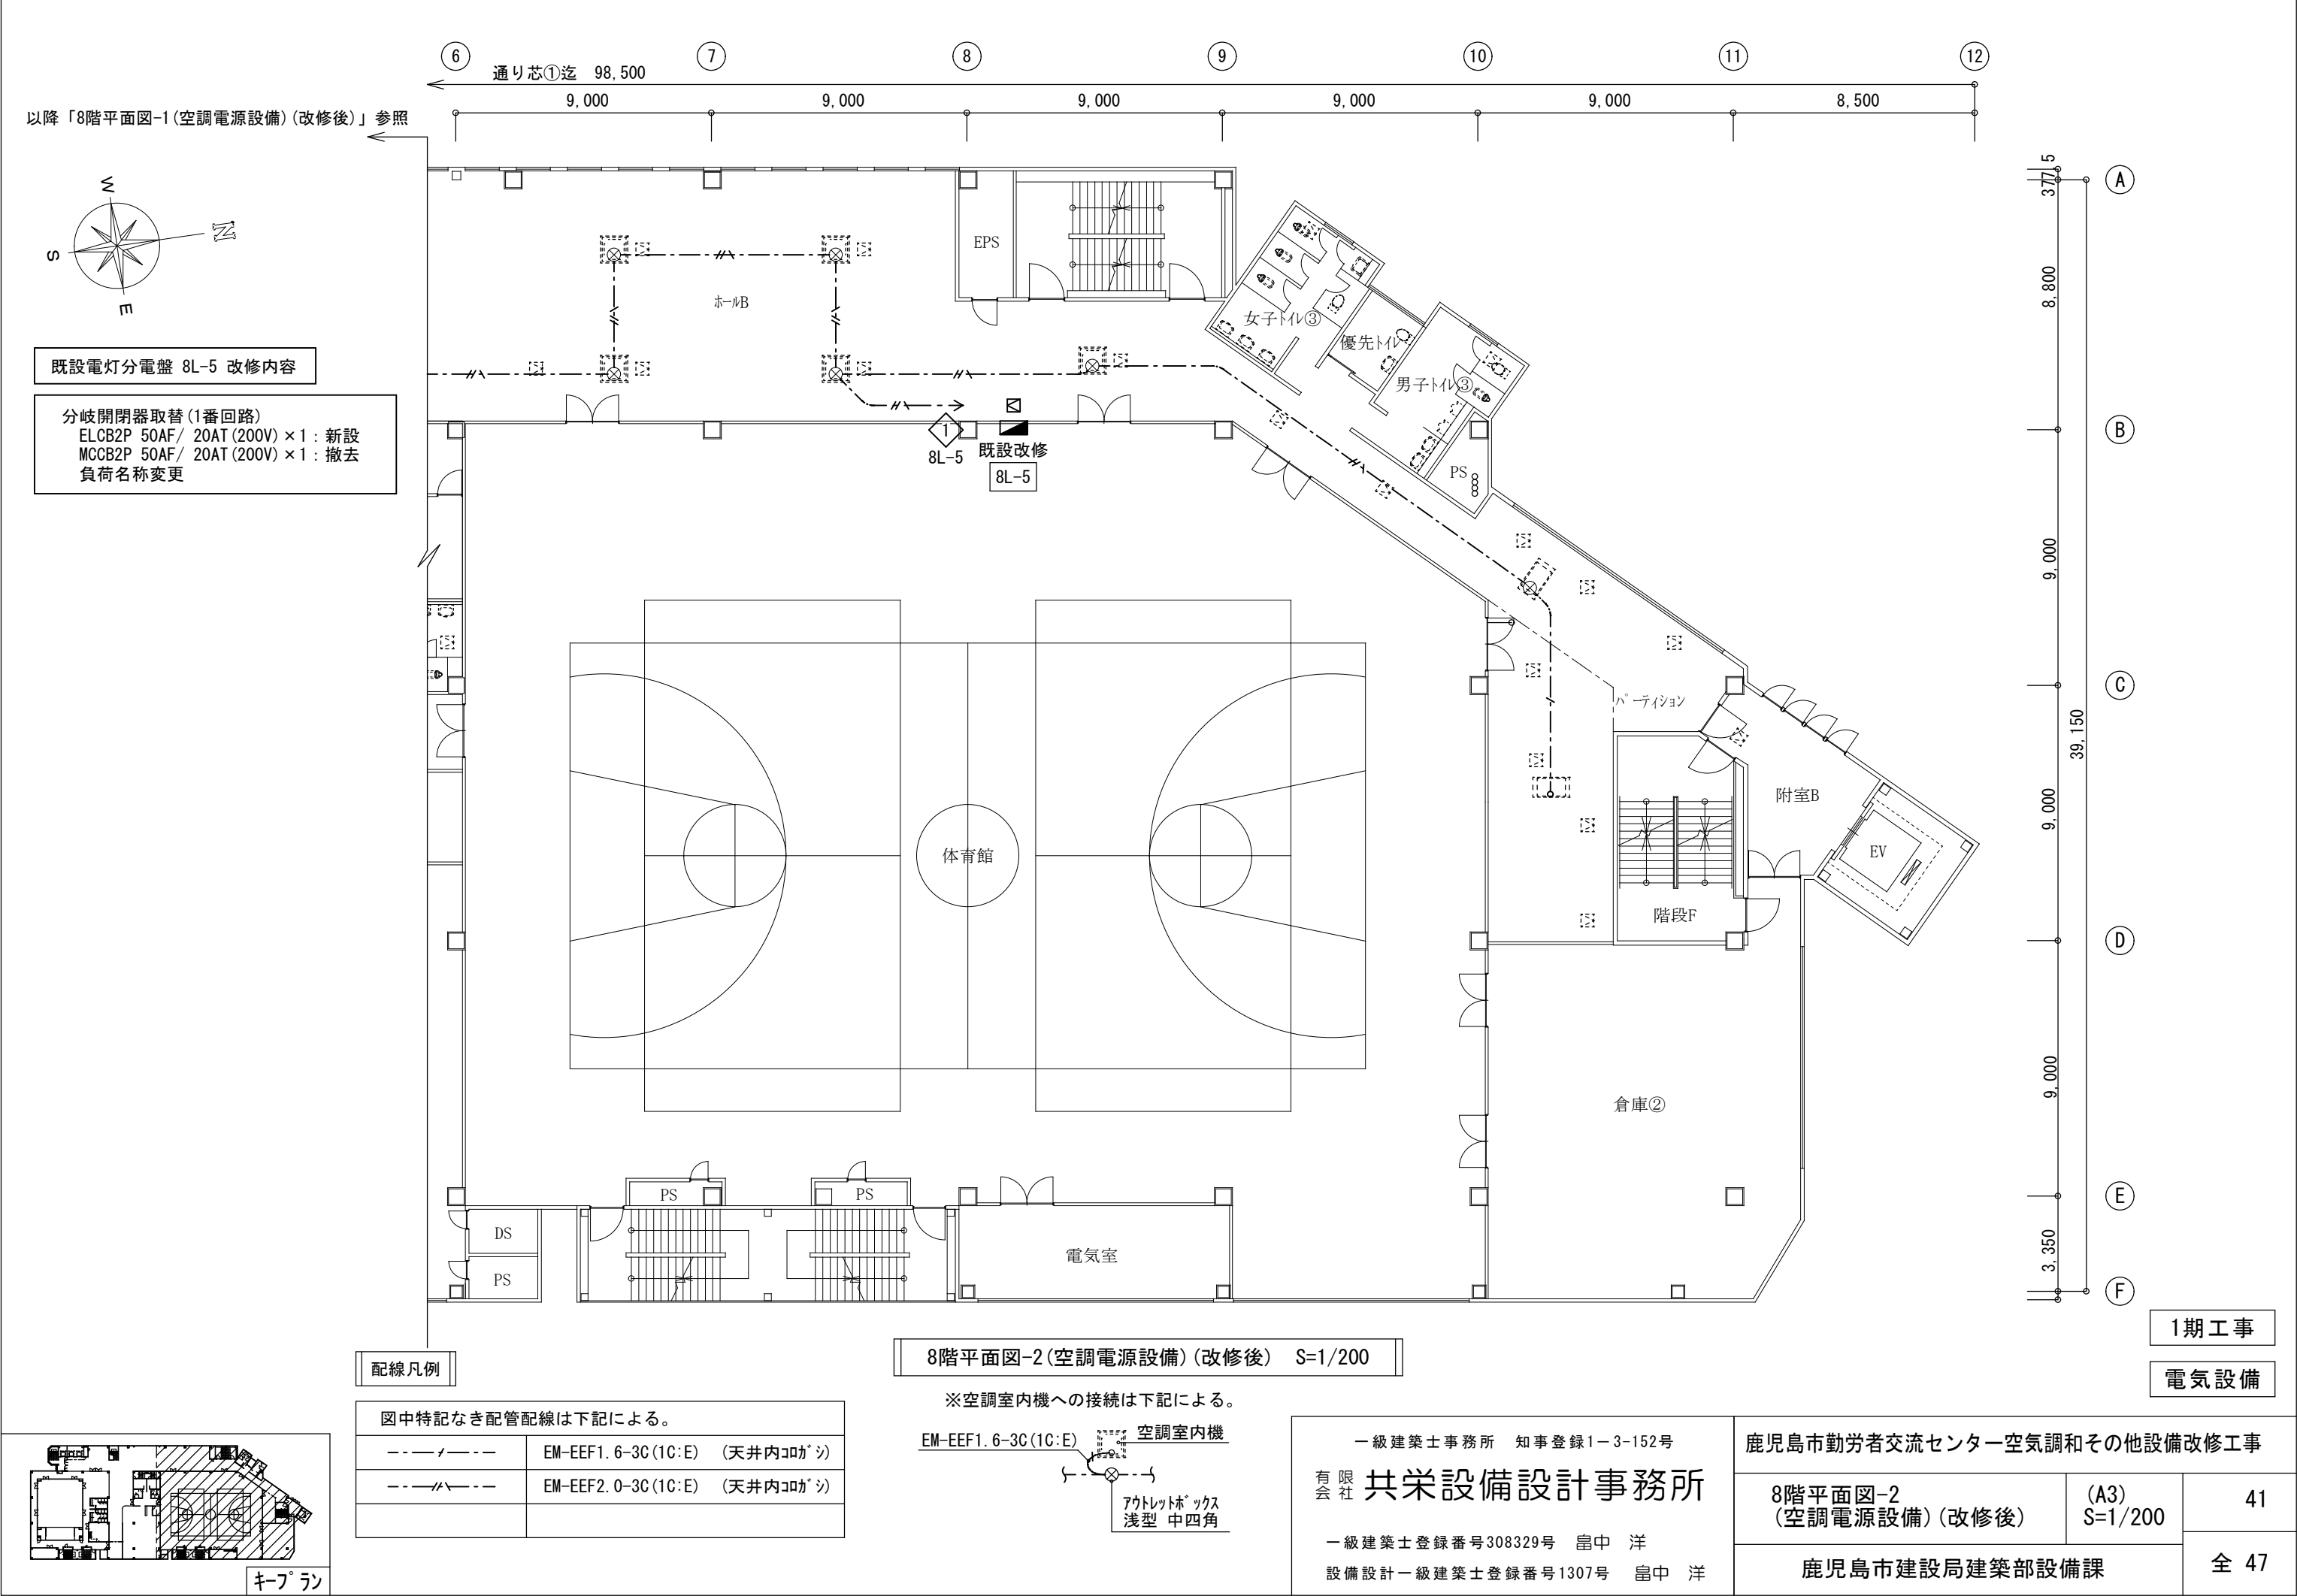 6
7
8
9
10
11
12
通り芯①迄 98,500
9,000
9,000
9,000
9,000
9,000
8,500
以降「8階平面図-1(空調電源設備)(改修後)」参照
W
N
S
E
既設電灯分電盤 8L-5 改修内容
分岐開閉器取替(1番回路)
ELCB2P 50AF/ 20AT(200V)×1:新設
MCCB2P 50AF/ 20AT(200V)×1:撤去
負荷名称変更
EPS
ホールB
女子トイレ③
優先トイレ
男子トイレ③
PS
1
8L-5
既設改修
8L-5
パーティション
附室B
EV
階段F
体育館
倉庫②
PS
PS
DS
PS
電気室
377.5
8,800
9,000
9,000
9,000
3,350
39,150
A
B
C
D
E
F
1期工事
電気設備
8階平面図-2(空調電源設備)(改修後) S=1/200
配線凡例
図中特記なき配管配線は下記による。
EM-EEF1.6-3C(1C:E) (天井内コロガシ)
EM-EEF2.0-3C(1C:E) (天井内コロガシ)
※空調室内機への接続は下記による。
EM-EEF1.6-3C(1C:E)
空調室内機
アウトレットボックス
浅型 中四角
キープラン
一級建築士事務所 知事登録1-3-152号
有限会社 共栄設備設計事務所
一級建築士登録番号308329号 畠中 洋
設備設計一級建築士登録番号1307号 畠中 洋
鹿児島市勤労者交流センター空気調和その他設備改修工事
8階平面図-2
(空調電源設備)(改修後)
(A3)
S=1/200
41
鹿児島市建設局建築部設備課
全 47